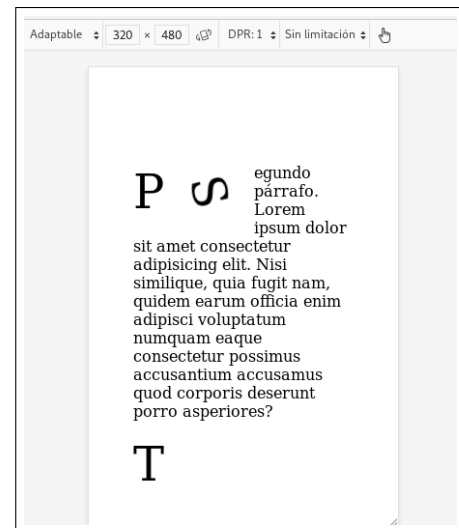 Adaptable 320 × 480 DPR: 1 Sin limitación
P S egundo
párrafo.
Lorem
ipsum dolor
sit amet consectetur
adipisicing elit. Nisi
similique, quia fugit nam,
quidem earum officia enim
adipisci voluptatum
numquam eaque
consectetur possimus
accusantium accusamus
quod corporis deserunt
porro asperiores?
T